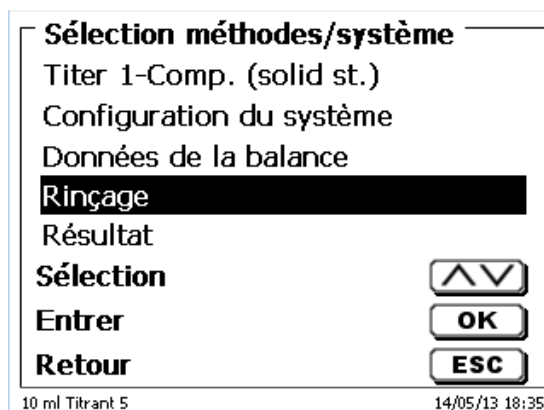 Sélection méthodes/système
Titer 1-Comp. (solid st.)
Configuration du système
Données de la balance
Rinçage
Résultat
Sélection
Entrer OK
Retour ESC
10 ml Titrant 5 14/05/13 18:35